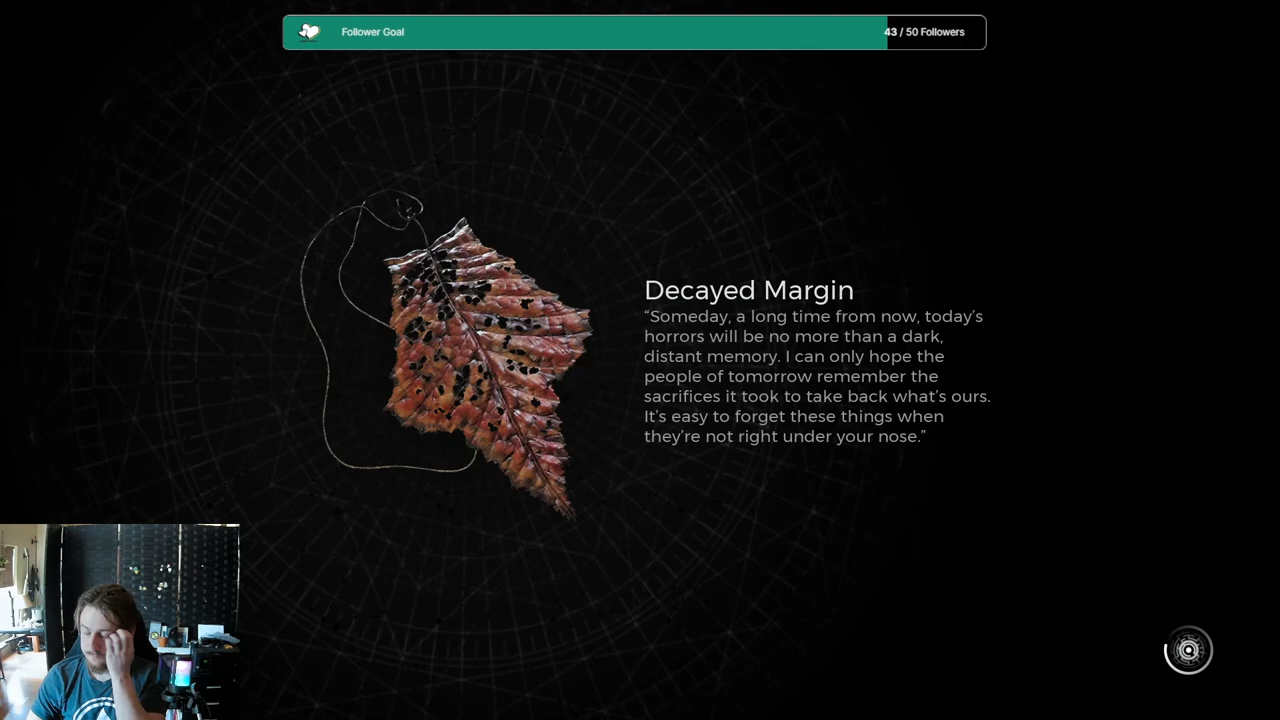 Follower Goal
43 / 50 Followers
Decayed Margin
“Someday, a long time from now, today’s
horrors will be no more than a dark,
distant memory. I can only hope the
people of tomorrow remember the
sacrifices it took to take back what’s ours.
It’s easy to forget these things when
they’re not right under your nose.”